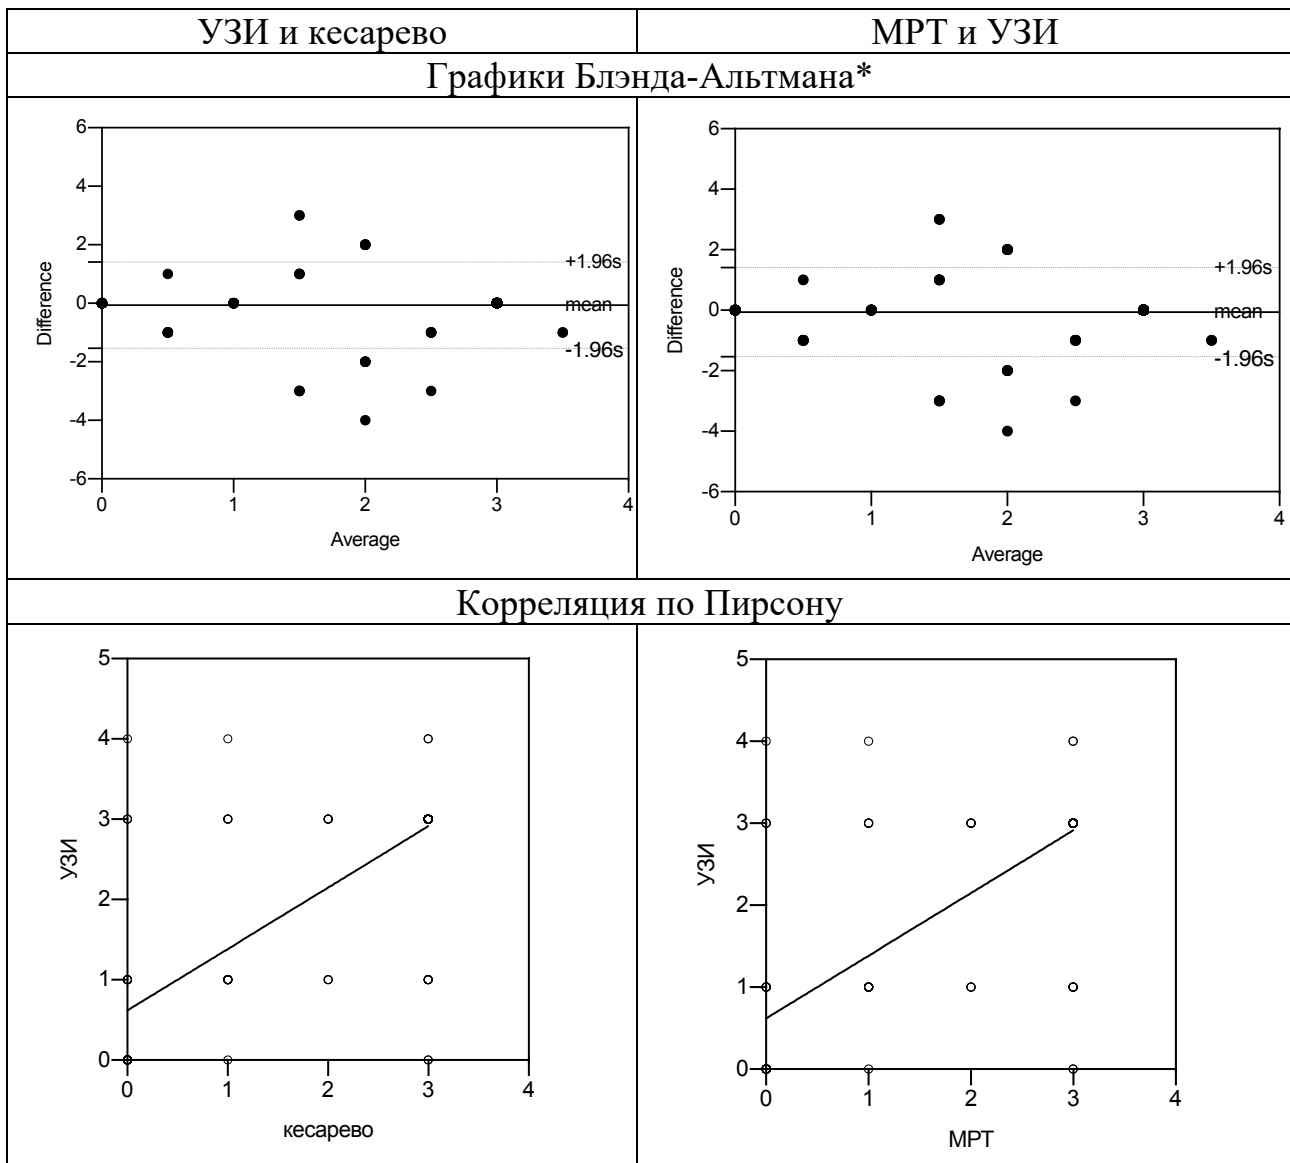 УЗИ и кесарево
МРТ и УЗИ
Графики Блэнда-Альтмана*
6
4
2
0
-2
-4
-6
Difference
+1.96s
mean
-1.96s
0 1 2 3 4
Average
6
4
2
0
-2
-4
-6
Difference
+1.96s
mean
-1.96s
0 1 2 3 4
Average
Корреляция по Пирсону
5
4
3
2
1
0
УЗИ
0 1 2 3 4
кесарево
5
4
3
2
1
0
УЗИ
0 1 2 3 4
МРТ